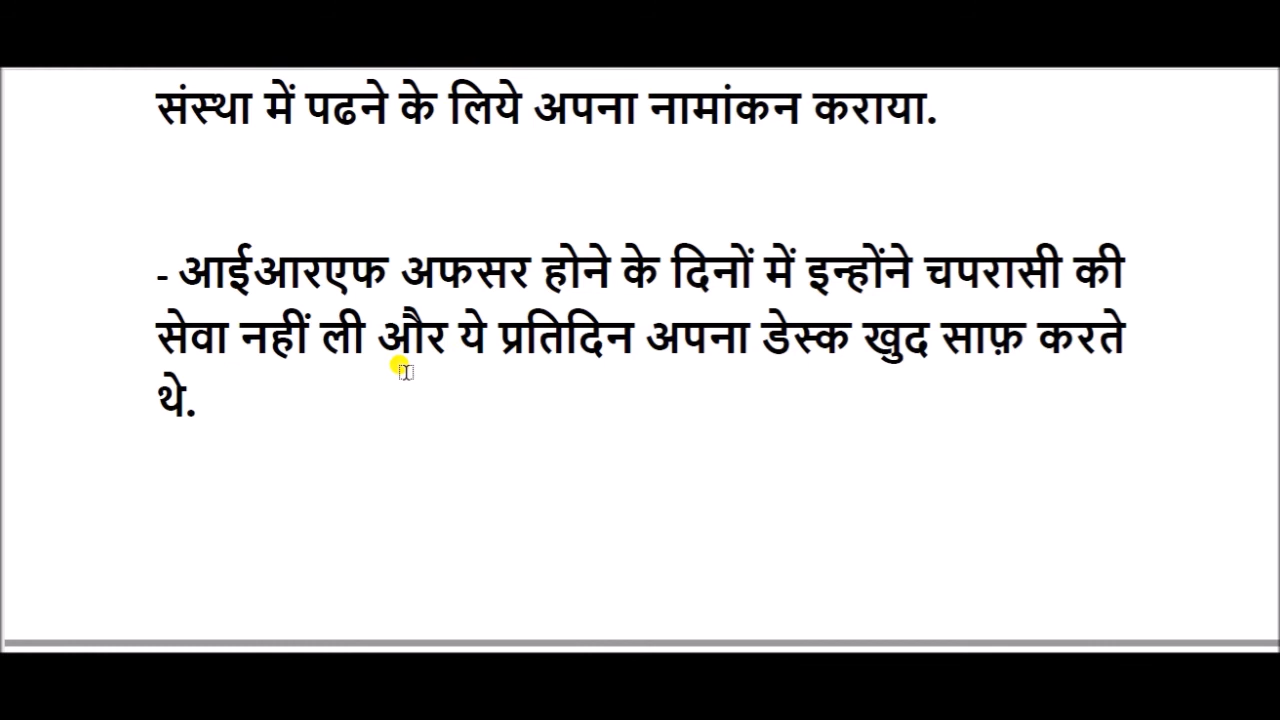 संस्था में पढने के लिये अपना नामांकन कराया.
- आईआरएफ अफसर होने के दिनों में इन्होंने चपरासी की
सेवा नहीं ली और ये प्रतिदिन अपना डेस्क खुद साफ़ करते
थे.